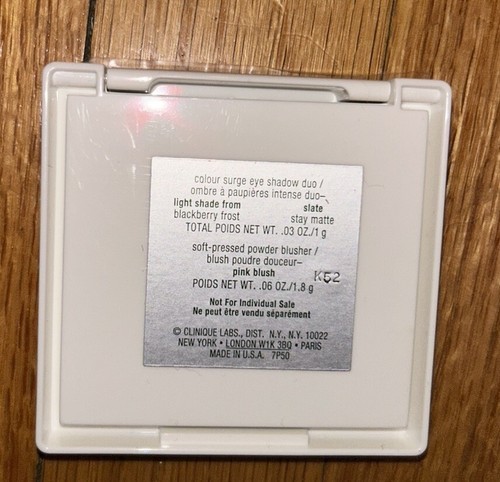 colour surge eye shadow duo /
ombre à paupières intense duo–
light shade from slate
blackberry frost stay matte
TOTAL POIDS NET WT. .03 OZ./1 g
soft-pressed powder blusher /
blush poudre douceur–
pink blush
K52
POIDS NET WT. .06 OZ./1.8 g
Not For Individual Sale
Ne peut être vendu séparément
© CLINIQUE LABS., DIST. N.Y., N.Y. 10022
NEW YORK • LONDON W1K 3BQ • PARIS
MADE IN U.S.A. 7P50